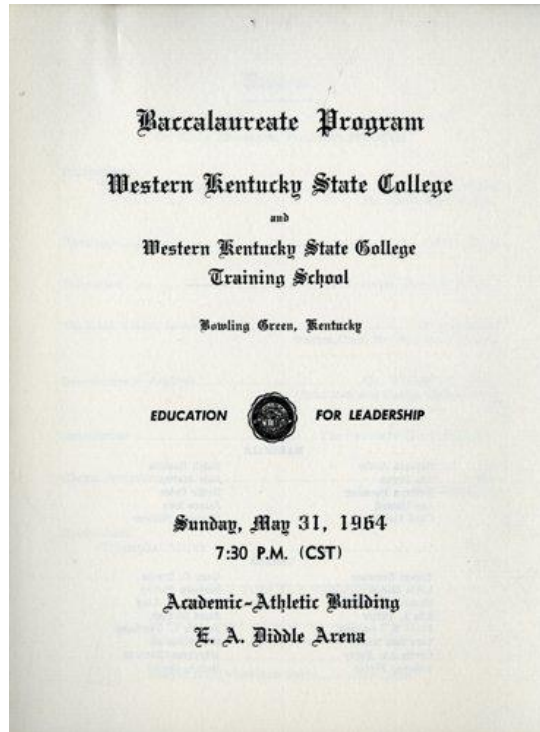 Baccalaureate Program
Western Kentucky State College
and
Western Kentucky State Gollege
Training School
Bowling Green, Kentucky
EDUCATION FOR LEADERSHIP
Sunday, May 31, 1964
7:30 P.M. (CST)
Academic-Athletic Building
E. A. Diddle Arena